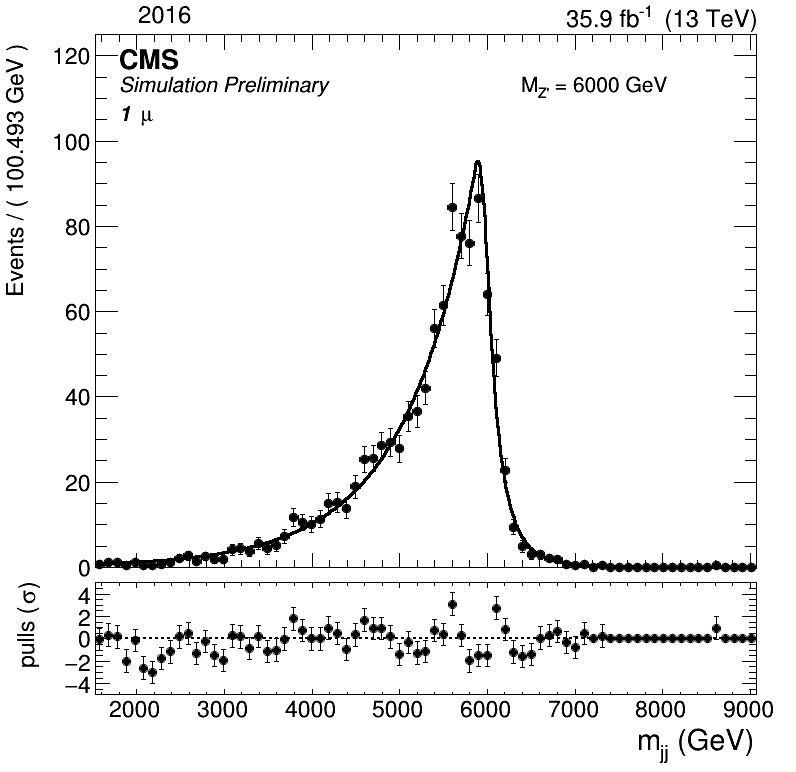 2016 35.9 fb⁻¹ (13 TeV)
CMS
Simulation Preliminary
M_Z' = 6000 GeV
1 μ
Events / ( 100.493 GeV )
120
100
80
60
40
20
0
pulls (σ)
4
2
0
−2
−4
2000 3000 4000 5000 6000 7000 8000 9000
m_jj (GeV)